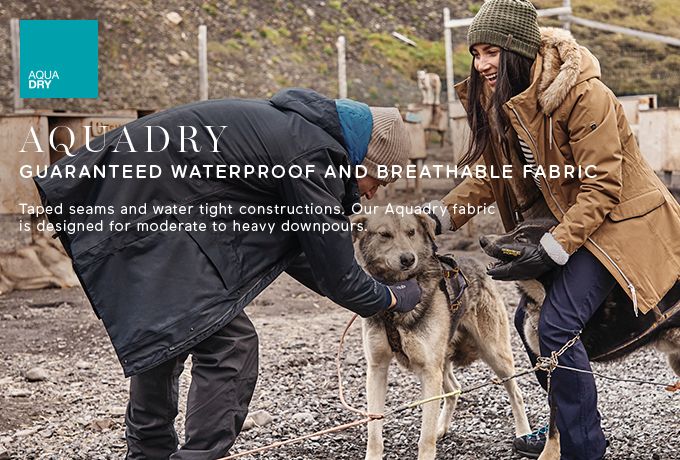 AQUA
DRY
AQUADRY
GUARANTEED WATERPROOF AND BREATHABLE FABRIC
Taped seams and water tight constructions. Our Aquadry fabric
is designed for moderate to heavy downpours.